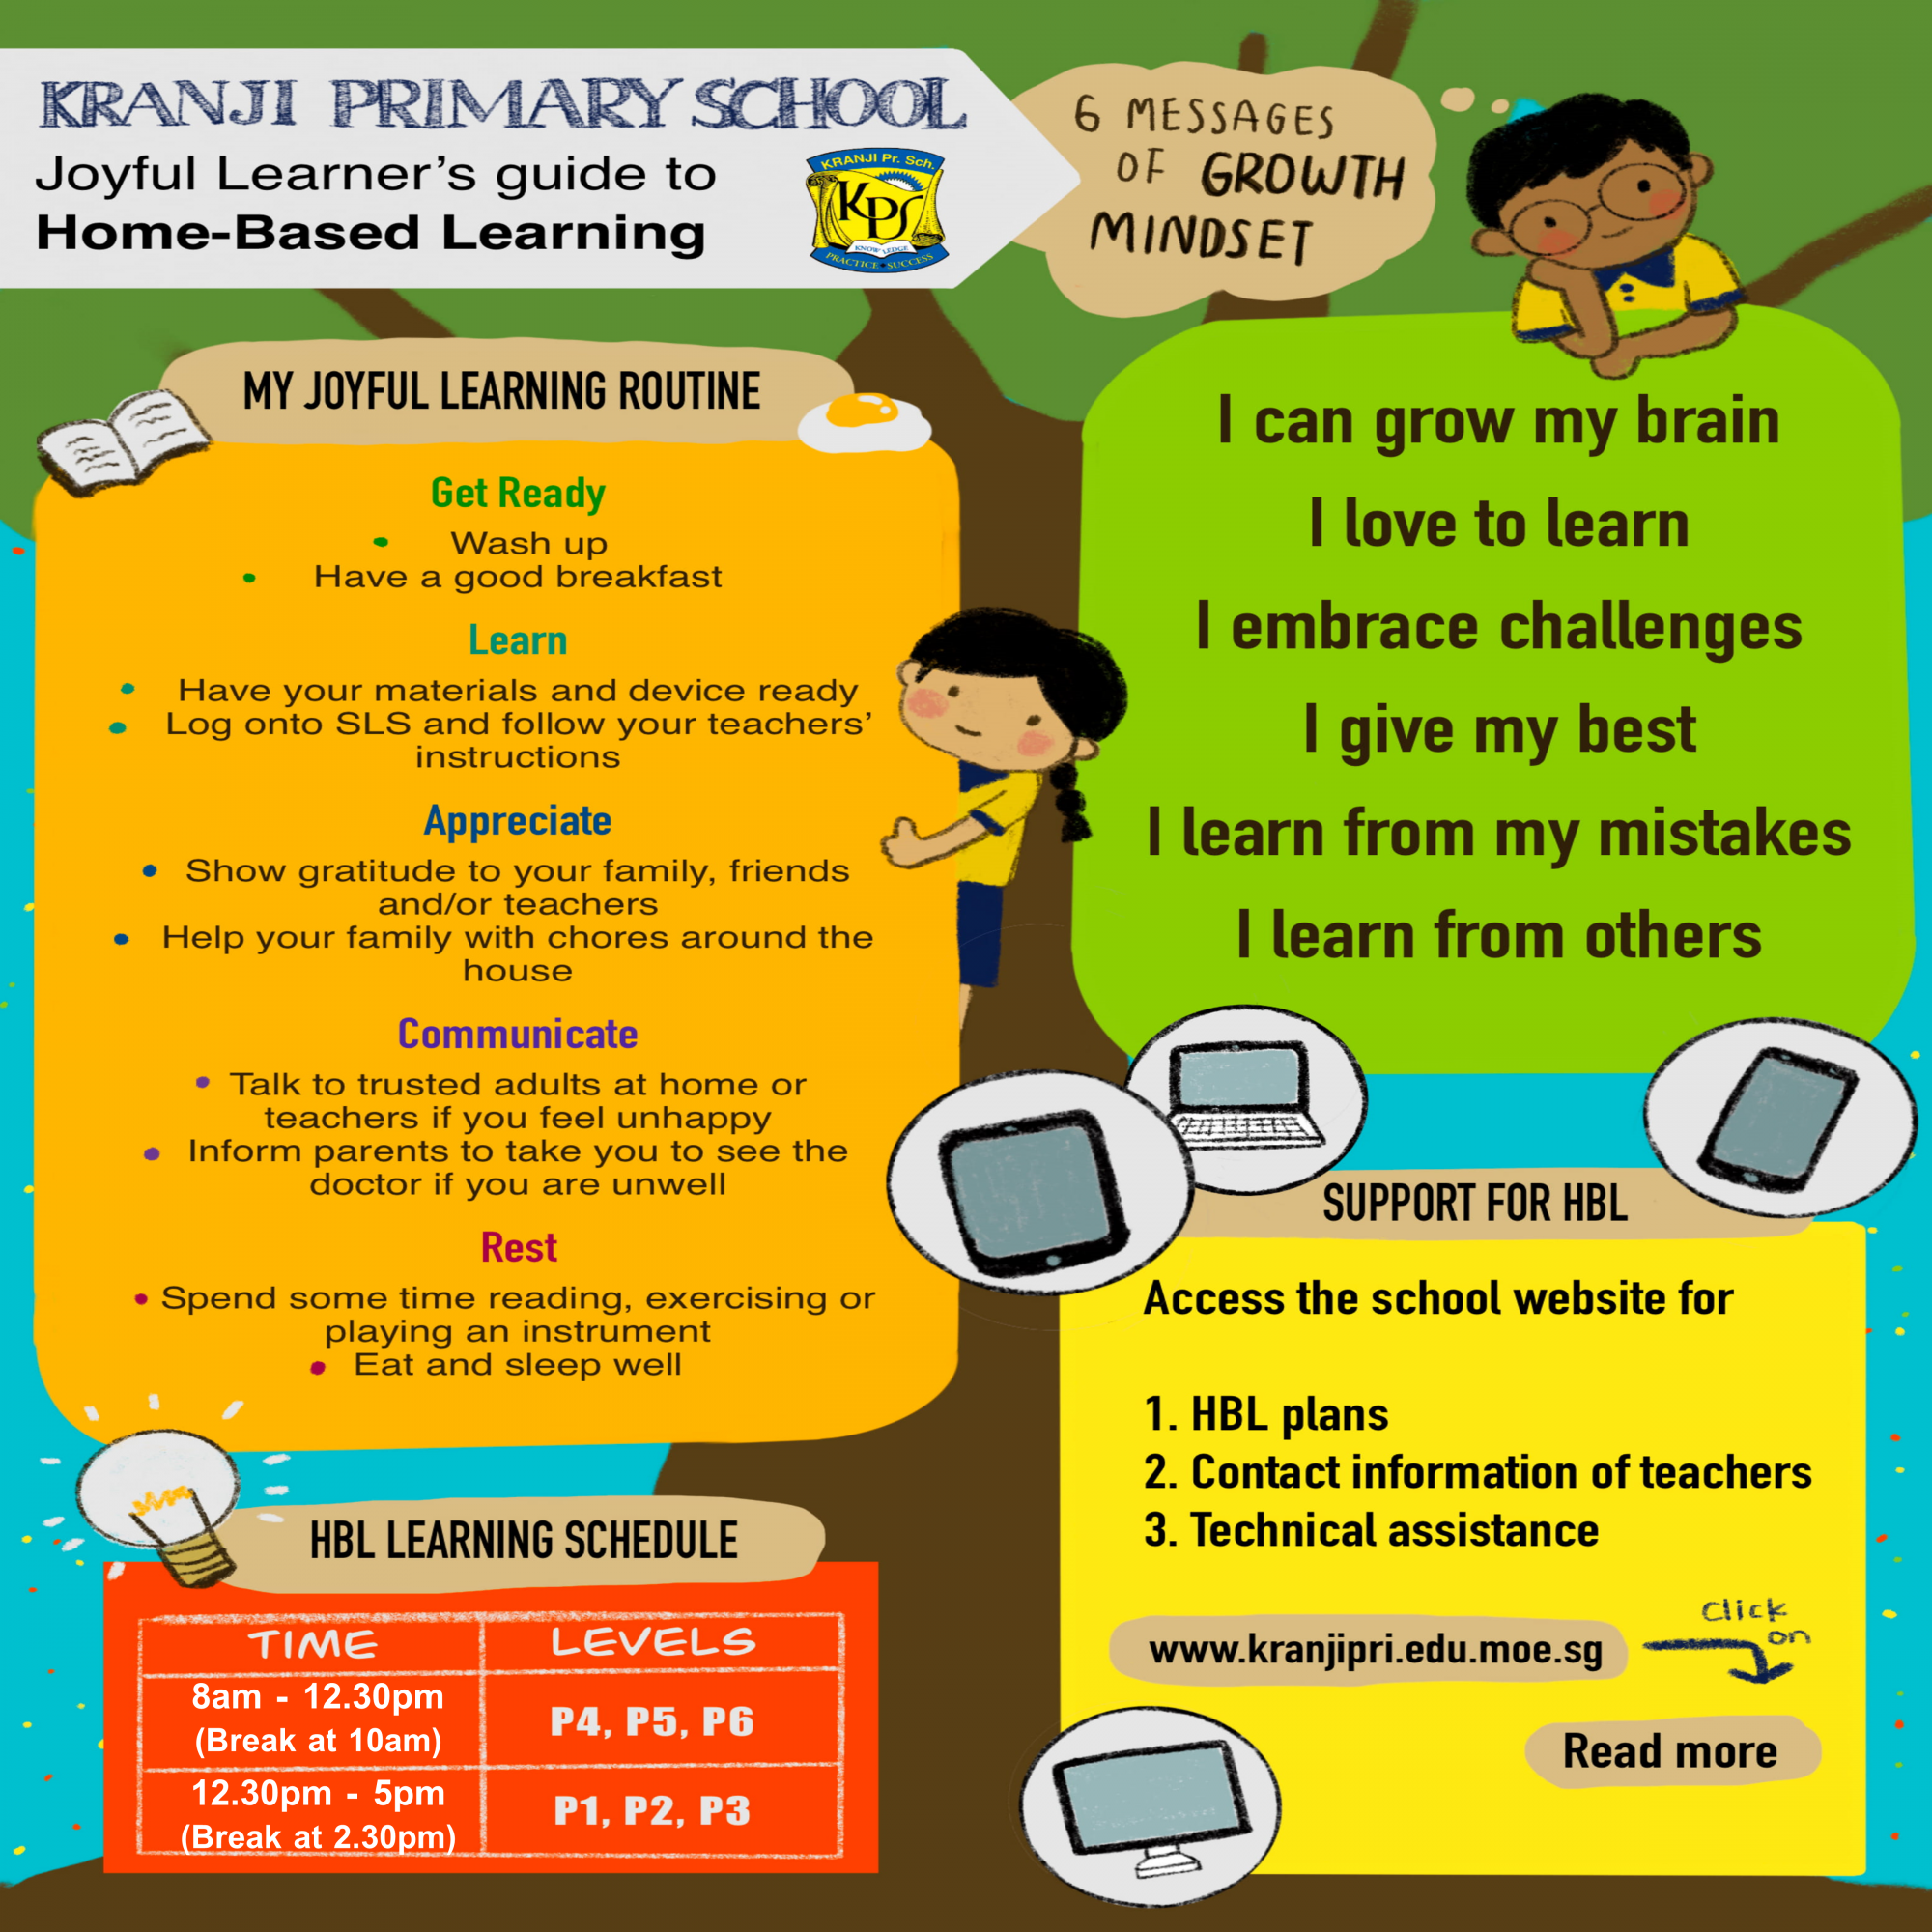 KRANJI PRIMARY SCHOOL
Joyful Learner's guide to
Home-Based Learning
KRANJI Pr. Sch.
KPS
KNOWLEDGE
PRACTICE • SUCCESS
6 MESSAGES
OF GROWTH
MINDSET
MY JOYFUL LEARNING ROUTINE
Get Ready
• Wash up
• Have a good breakfast
Learn
• Have your materials and device ready
• Log onto SLS and follow your teachers'
instructions
Appreciate
• Show gratitude to your family, friends
and/or teachers
• Help your family with chores around the
house
Communicate
• Talk to trusted adults at home or
teachers if you feel unhappy
• Inform parents to take you to see the
doctor if you are unwell
Rest
• Spend some time reading, exercising or
playing an instrument
• Eat and sleep well
I can grow my brain
I love to learn
I embrace challenges
I give my best
I learn from my mistakes
I learn from others
HBL LEARNING SCHEDULE
TIME LEVELS
8am - 12.30pm
(Break at 10am)
P4, P5, P6
12.30pm - 5pm
(Break at 2.30pm)
P1, P2, P3
SUPPORT FOR HBL
Access the school website for
1. HBL plans
2. Contact information of teachers
3. Technical assistance
www.kranjipri.edu.moe.sg
Click
on
Read more